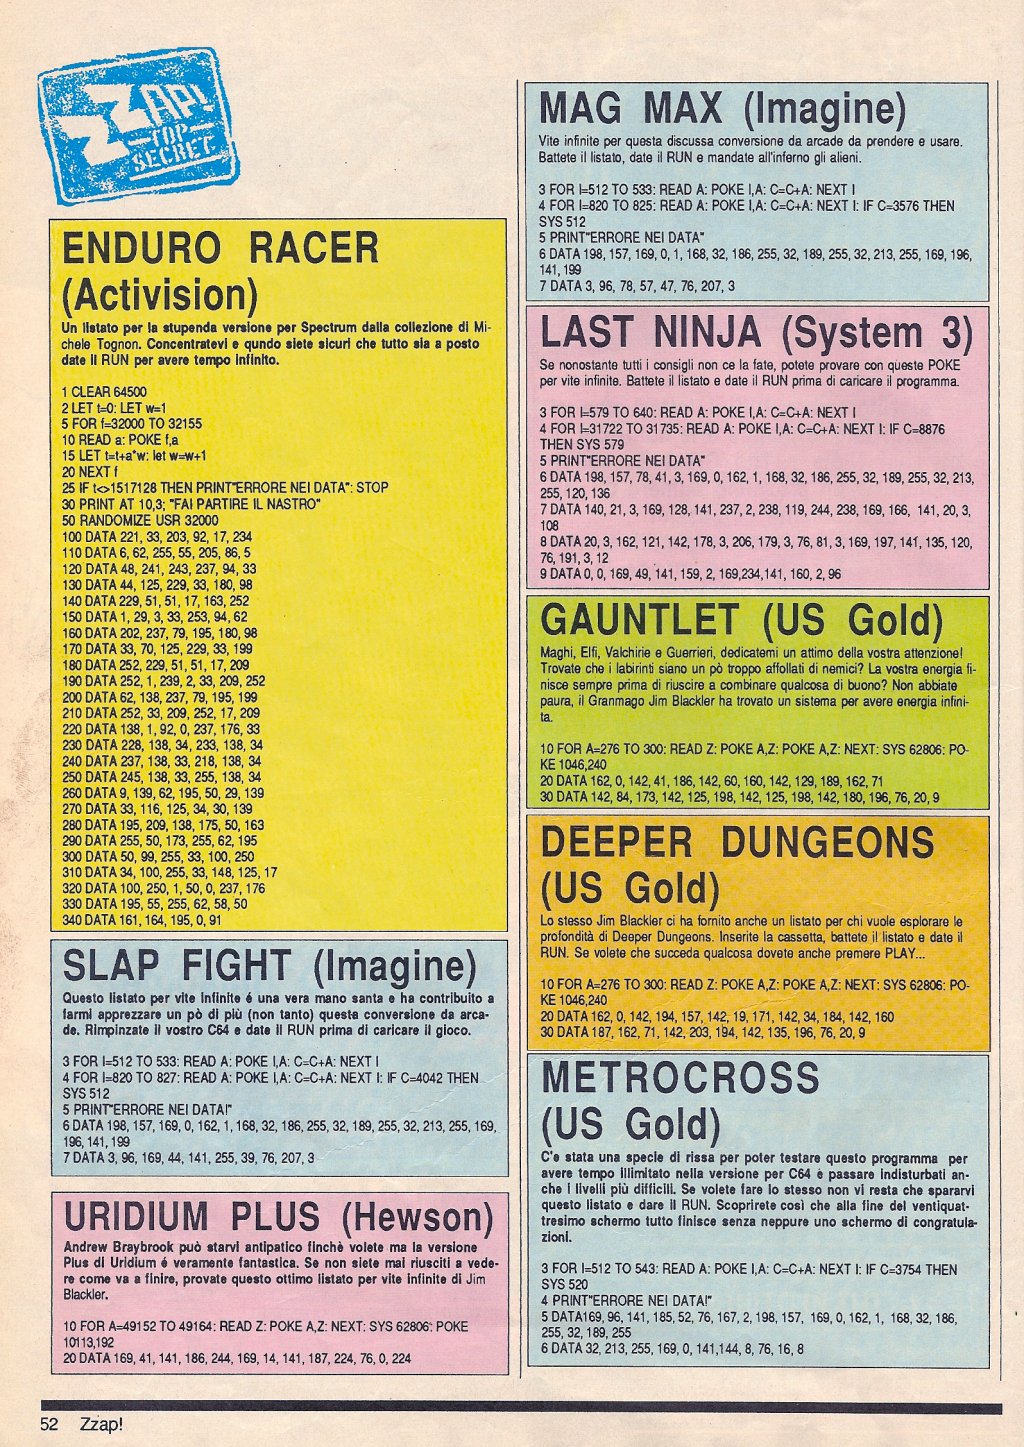 ZZAP!
TOP
SECRET
ENDURO RACER
(Activision)
Un listato per la stupenda versione per Spectrum dalla collezione di Mi-
chele Tognon. Concentratevi e qundo siete sicuri che tutto sia a posto
date il RUN per avere tempo infinito.
1 CLEAR 64500
2 LET t=0: LET w=1
5 FOR f=32000 TO 32155
10 READ a: POKE f,a
15 LET t=t+a*w: let w=w+1
20 NEXT f
25 IF t<>1517128 THEN PRINT"ERRORE NEI DATA": STOP
30 PRINT AT 10,3; "FAI PARTIRE IL NASTRO"
50 RANDOMIZE USR 32000
100 DATA 221, 33, 203, 92, 17, 234
110 DATA 6, 62, 255, 55, 205, 86, 5
120 DATA 48, 241, 243, 237, 94, 33
130 DATA 44, 125, 229, 33, 180, 98
140 DATA 229, 51, 51, 17, 163, 252
150 DATA 1, 29, 3, 33, 253, 94, 62
160 DATA 202, 237, 79, 195, 180, 98
170 DATA 33, 70, 125, 229, 33, 199
180 DATA 252, 229, 51, 51, 17, 209
190 DATA 252, 1, 239, 2, 33, 209, 252
200 DATA 62, 138, 237, 79, 195, 199
210 DATA 252, 33, 209, 252, 17, 209
220 DATA 138, 1, 92, 0, 237, 176, 33
230 DATA 228, 138, 34, 233, 138, 34
240 DATA 237, 138, 33, 218, 138, 34
250 DATA 245, 138, 33, 255, 138, 34
260 DATA 9, 139, 62, 195, 50, 29, 139
270 DATA 33, 116, 125, 34, 30, 139
280 DATA 195, 209, 138, 175, 50, 163
290 DATA 255, 50, 173, 255, 62, 195
300 DATA 50, 99, 255, 33, 100, 250
310 DATA 34, 100, 255, 33, 148, 125, 17
320 DATA 100, 250, 1, 50, 0, 237, 176
330 DATA 195, 55, 255, 62, 58, 50
340 DATA 161, 164, 195, 0, 91
SLAP FIGHT (Imagine)
Questo listato per vite infinite é una vera mano santa e ha contribuito a
farmi apprezzare un pò di più (non tanto) questa conversione da arca-
de. Rimpinzate il vostro C64 e date il RUN prima di caricare il gioco.
3 FOR I=512 TO 533: READ A: POKE I,A: C=C+A: NEXT I
4 FOR I=820 TO 827: READ A: POKE I,A: C=C+A: NEXT I: IF C=4042 THEN
SYS 512
5 PRINT"ERRORE NEI DATA!"
6 DATA 198, 157, 169, 0, 162, 1, 168, 32, 186, 255, 32, 189, 255, 32, 213, 255, 169,
196, 141, 199
7 DATA 3, 96, 169, 44, 141, 255, 39, 76, 207, 3
URIDIUM PLUS (Hewson)
Andrew Braybrook può starvi antipatico finchè volete ma la versione
Plus di Uridium é veramente fantastica. Se non siete mai riusciti a vede-
re come va a finire, provate questo ottimo listato per vite infinite di Jim
Blackler.
10 FOR A=49152 TO 49164: READ Z: POKE A,Z: NEXT: SYS 62806: POKE
10113,192
20 DATA 169, 41, 141, 186, 244, 169, 14, 141, 187, 224, 76, 0, 224
MAG MAX (Imagine)
Vite infinite per questa discussa conversione da arcade da prendere e usare.
Battete il listato, date il RUN e mandate all'inferno gli alieni.
3 FOR I=512 TO 533: READ A: POKE I,A: C=C+A: NEXT I
4 FOR I=820 TO 825: READ A: POKE I,A: C=C+A: NEXT I: IF C=3576 THEN
SYS 512
5 PRINT"ERRORE NEI DATA"
6 DATA 198, 157, 169, 0, 1, 168, 32, 186, 255, 32, 189, 255, 32, 213, 255, 169, 196,
141, 199
7 DATA 3, 96, 78, 57, 47, 76, 207, 3
LAST NINJA (System 3)
Se nonostante tutti i consigli non ce la fate, potete provare con queste POKE
per vite infinite. Battete il listato e date il RUN prima di caricare il programma.
3 FOR I=579 TO 640: READ A: POKE I,A: C=C+A: NEXT I
4 FOR I=31722 TO 31735: READ A: POKE I,A: C=C+A: NEXT I: IF C=8876
THEN SYS 579
5 PRINT"ERRORE NEI DATA"
6 DATA 198, 157, 78, 41, 3, 169, 0, 162, 1, 168, 32, 186, 255, 32, 189, 255, 32, 213,
255, 120, 136
7 DATA 140, 21, 3, 169, 128, 141, 237, 2, 238, 119, 244, 238, 169, 166, 141, 20, 3,
108
8 DATA 20, 3, 162, 121, 142, 178, 3, 206, 179, 3, 76, 81, 3, 169, 197, 141, 135, 120,
76, 191, 3, 12
9 DATA 0, 0, 169, 49, 141, 159, 2, 169,234,141, 160, 2, 96
GAUNTLET (US Gold)
Maghi, Elfi, Valchirie e Guerrieri, dedicatemi un attimo della vostra attenzione!
Trovate che i labirinti siano un pò troppo affollati di nemici? La vostra energia fi-
nisce sempre prima di riuscire a combinare qualcosa di buono? Non abbiate
paura, il Granmago Jim Blackler ha trovato un sistema per avere energia infini-
ta.
10 FOR A=276 TO 300: READ Z: POKE A,Z: POKE A,Z: NEXT: SYS 62806: PO-
KE 1046,240
20 DATA 162, 0, 142, 41, 186, 142, 60, 160, 142, 129, 189, 162, 71
30 DATA 142, 84, 173, 142, 125, 198, 142, 125, 198, 142, 180, 196, 76, 20, 9
DEEPER DUNGEONS
(US Gold)
Lo stesso Jim Blackler ci ha fornito anche un listato per chi vuole esplorare le
profondità di Deeper Dungeons. Inserite la cassetta, battete il listato e date il
RUN. Se volete che succeda qualcosa dovete anche premere PLAY...
10 FOR A=276 TO 300: READ Z: POKE A,Z: POKE A,Z: NEXT: SYS 62806: PO-
KE 1046,240
20 DATA 162, 0, 142, 194, 157, 142, 19, 171, 142, 34, 184, 142, 160
30 DATA 187, 162, 71, 142, 203, 194, 142, 135, 196, 76, 20, 9
METROCROSS
(US Gold)
C'e stata una specie di rissa per poter testare questo programma per
avere tempo illimitato nella versione per C64 e passare indisturbati an-
che i livelli più difficili. Se volete fare lo stesso non vi resta che spararvi
questo listato e dare il RUN. Scoprirete così che alla fine del ventiquat-
tresimo schermo tutto finisce senza neppure uno schermo di congratula-
zioni.
3 FOR I=512 TO 543: READ A: POKE I,A: C=C+A: NEXT I: IF C=3754 THEN
SYS 520
4 PRINT"ERRORE NEI DATA!"
5 DATA169, 96, 141, 185, 52, 76, 167, 2, 198, 157, 169, 0, 162, 1, 168, 32, 186,
255, 32, 189, 255
6 DATA 32, 213, 255, 169, 0, 141,144, 8, 76, 16, 8
52 Zzap!